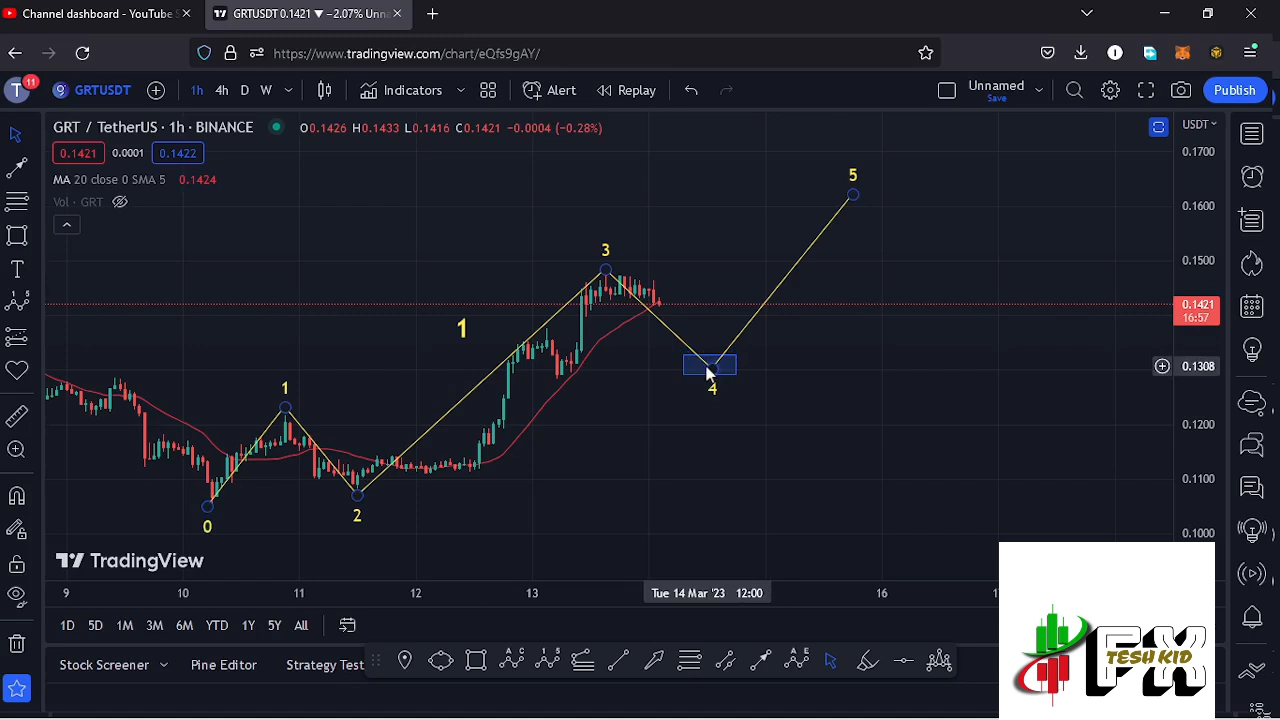 Channel dashboard - YouTube S
GRTUSDT 0.1421 ▼ −2.07% Unna
https://www.tradingview.com/chart/eQfs9gAY/
11
T
GRTUSDT
1h
4h
D
W
Indicators
Alert
Replay
Unnamed
Save
Publish
GRT / TetherUS · 1h · BINANCE
O0.1426 H0.1433 L0.1416 C0.1421 −0.0004 (−0.28%)
USDT
0.1421
0.0001
0.1422
MA 20 close 0 SMA 5 0.1424
Vol · GRT
0.1700
0.1600
0.1500
0.1421
16:57
0.1308
0.1200
0.1100
0.1000
0
1
2
3
4
5
1
TradingView
9
10
11
12
13
Tue 14 Mar '23 12:00
16
1D
5D
1M
3M
6M
YTD
1Y
5Y
All
Stock Screener
Pine Editor
Strategy
FX
TESH KID